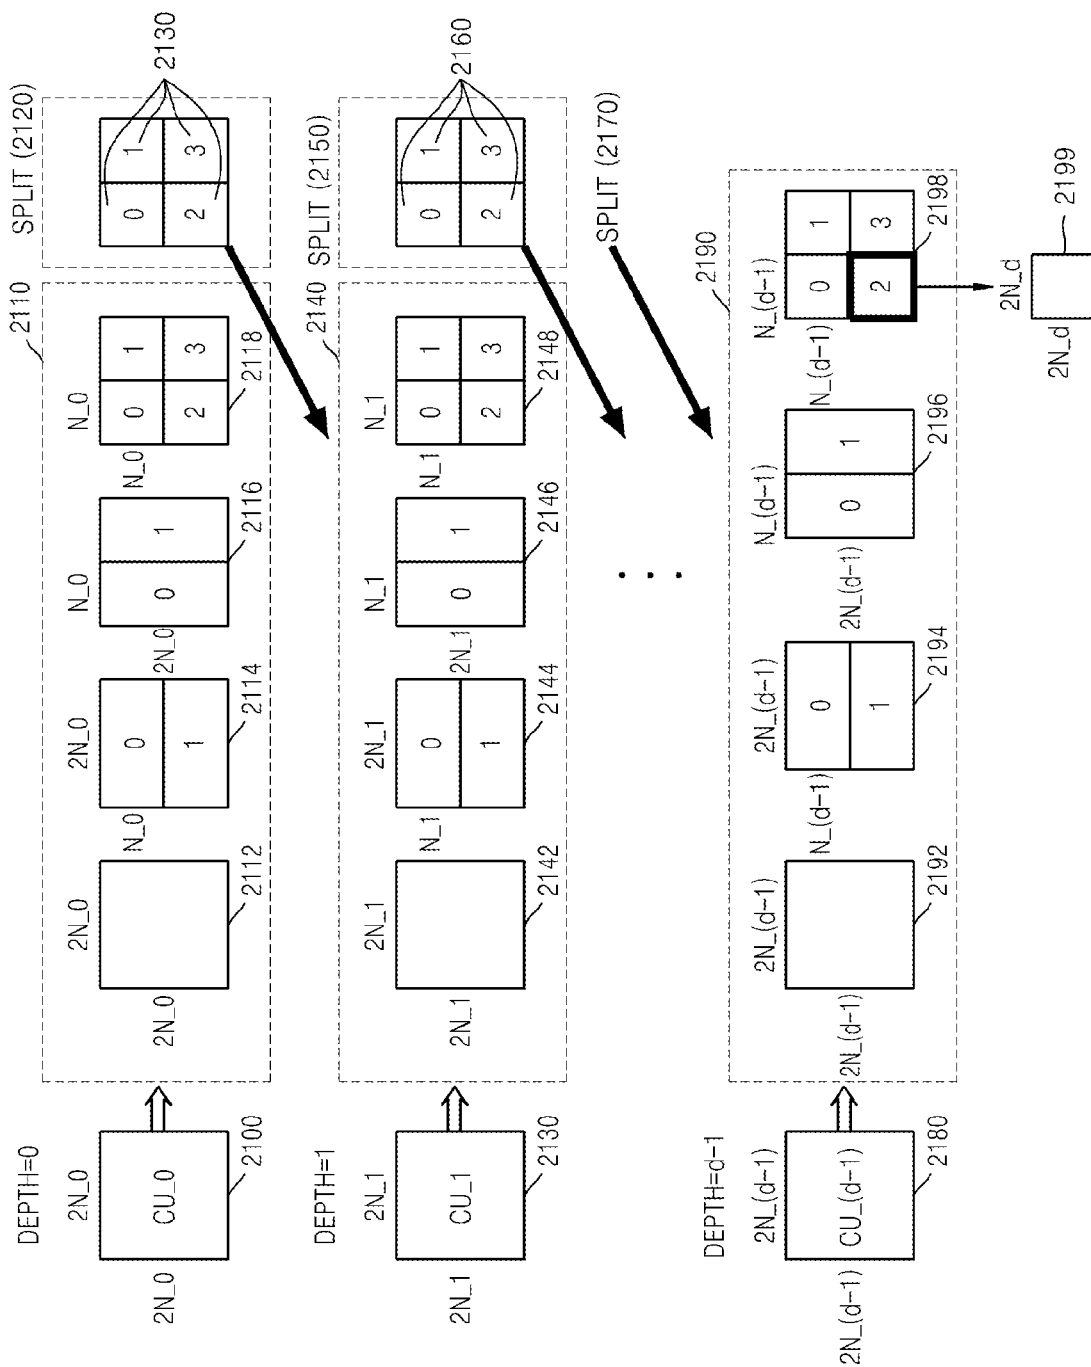 DEPTH=0
2N_0
2N_0
CU_0
2100
2110
2N_0
2N_0
2112
2N_0
N_0
0
1
2114
N_0
2N_0
0
1
2116
N_0
N_0
0
1
2
3
2118
SPLIT (2120)
0
1
2
3
2130
DEPTH=1
2N_1
2N_1
CU_1
2130
2140
2N_1
2N_1
2142
2N_1
N_1
0
1
2144
N_1
2N_1
0
1
2146
N_1
N_1
0
1
2
3
2148
SPLIT (2150)
0
1
2
3
2160
SPLIT (2170)
. . .
DEPTH=d-1
2N_(d-1)
2N_(d-1)
CU_(d-1)
2180
2190
2N_(d-1)
2N_(d-1)
2192
2N_(d-1)
N_(d-1)
0
1
2194
N_(d-1)
2N_(d-1)
0
1
2196
N_(d-1)
N_(d-1)
0
1
2
3
2198
2N_d
2N_d
2199